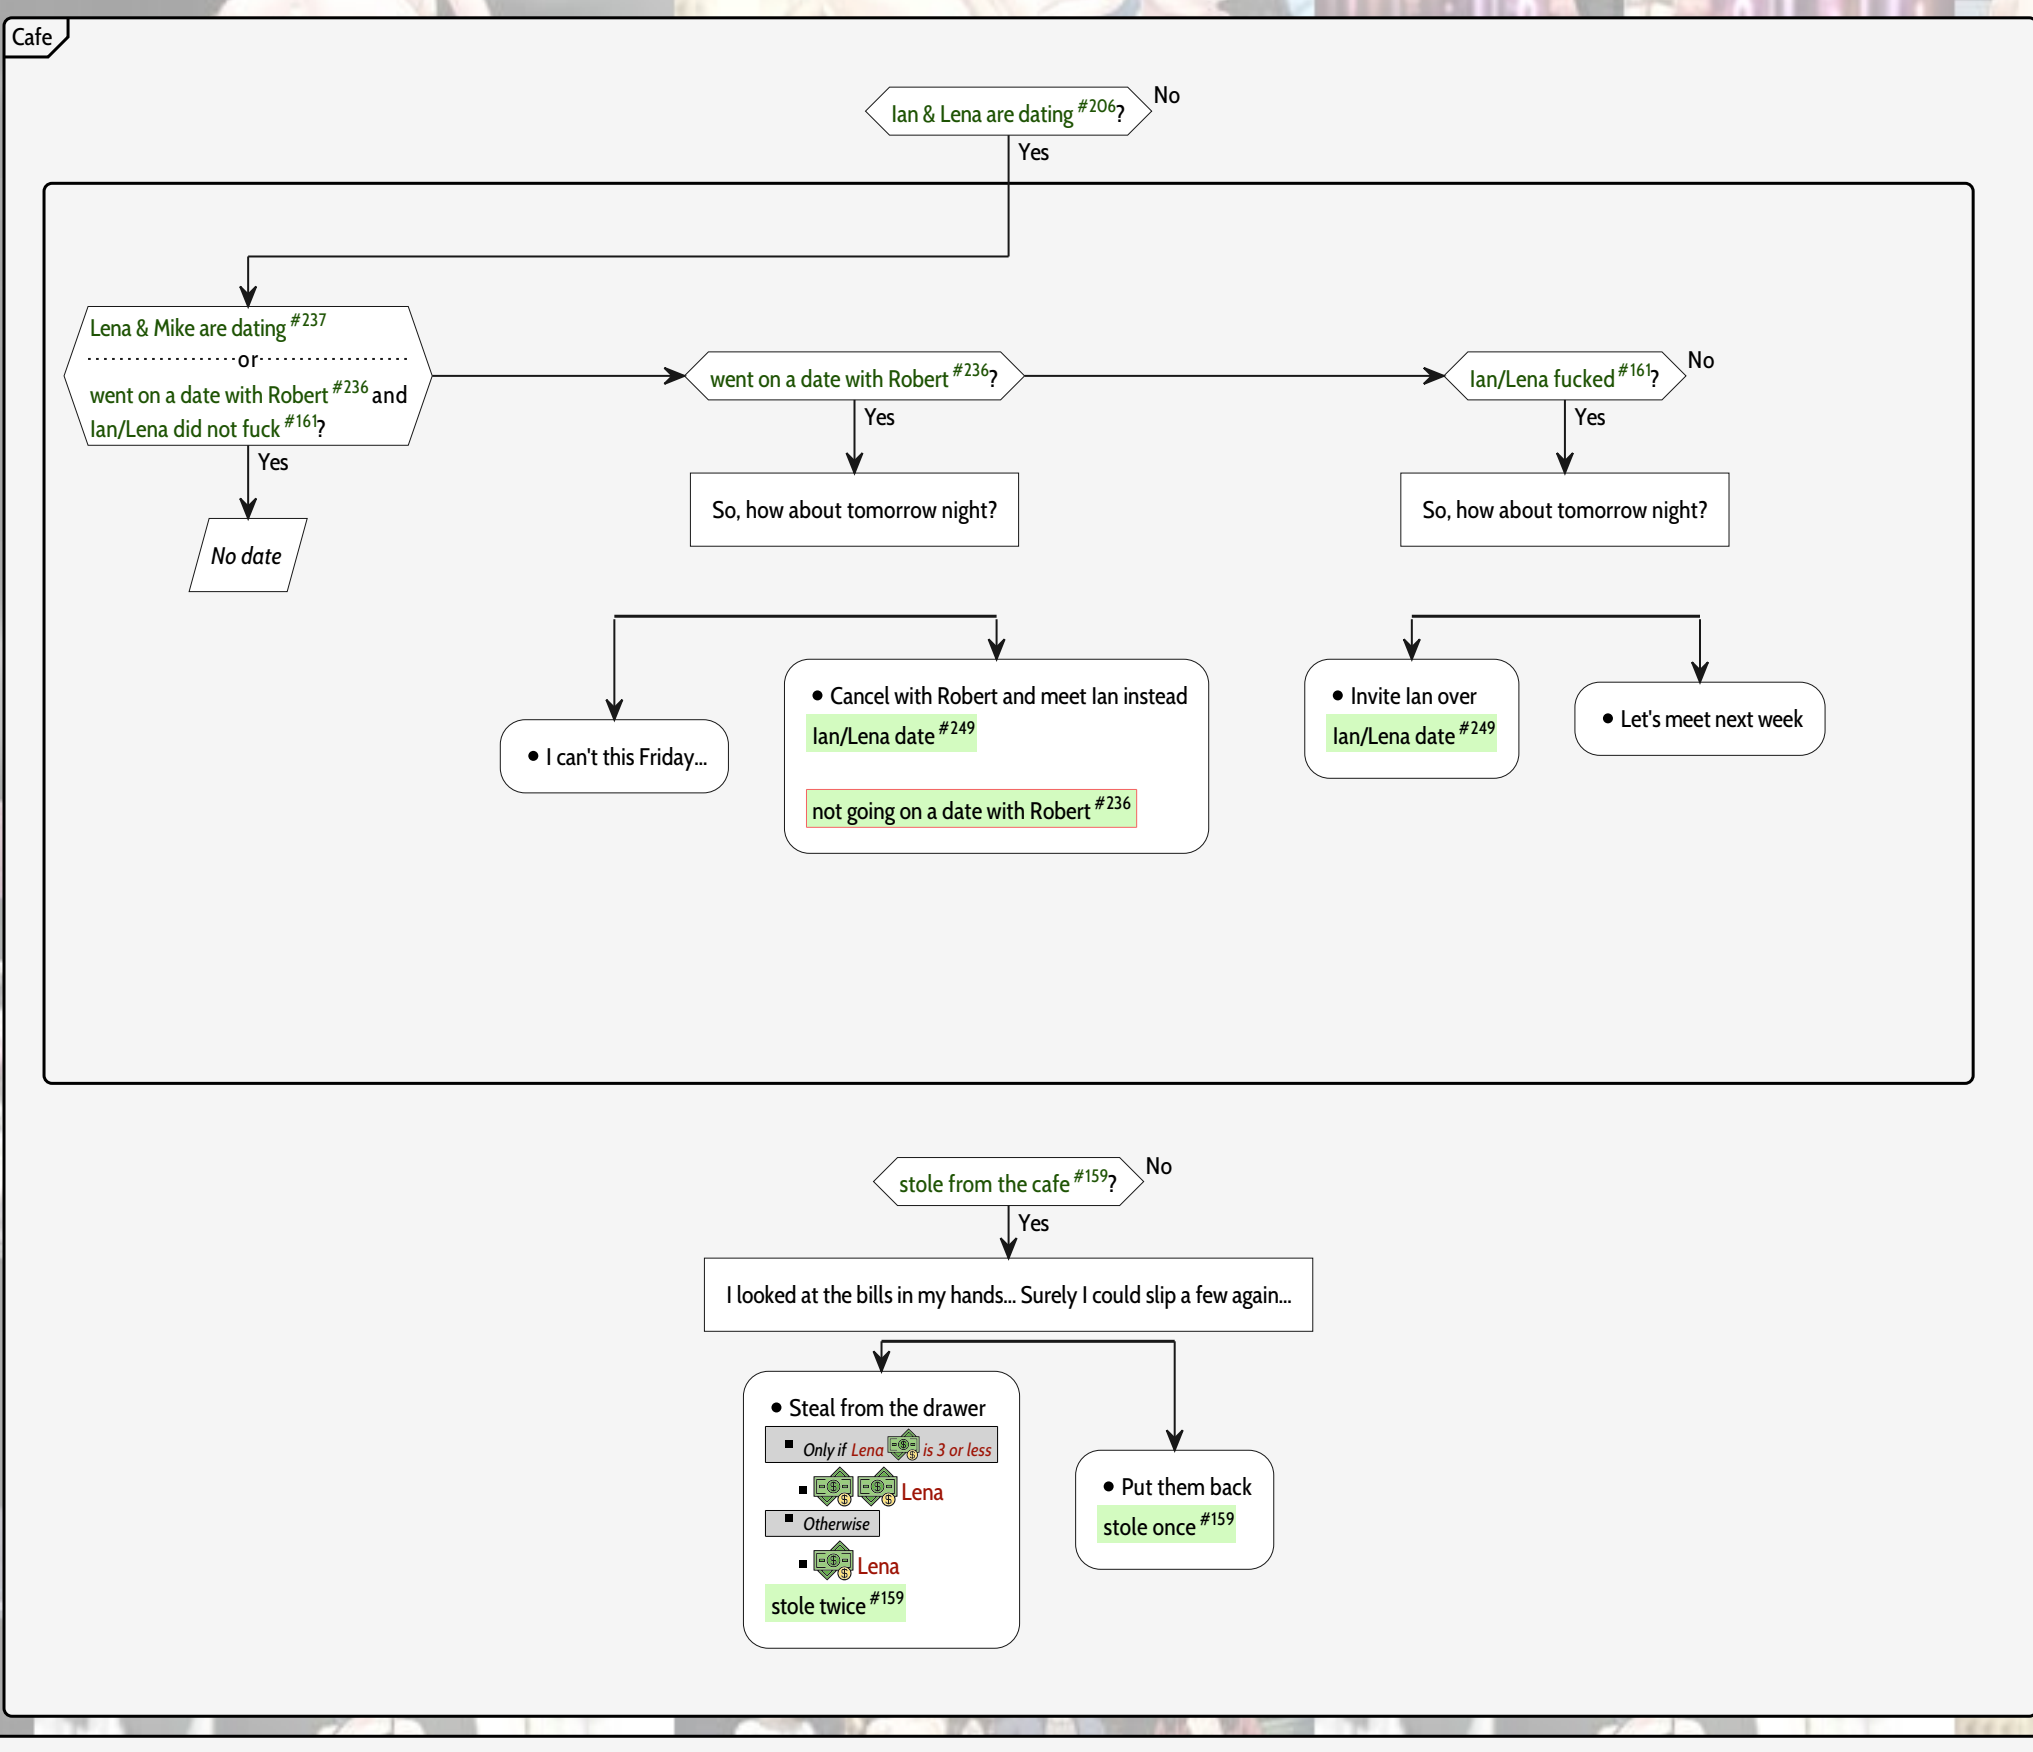 Cafe
Ian & Lena are dating #206?
No
Yes
Lena & Mike are dating #237
or
went on a date with Robert #236 and
Ian/Lena did not fuck #161?
Yes
No date
went on a date with Robert #236?
Yes
So, how about tomorrow night?
Ian/Lena fucked #161?
No
Yes
So, how about tomorrow night?
• I can't this Friday...
• Cancel with Robert and meet Ian instead
Ian/Lena date #249
not going on a date with Robert #236
• Invite Ian over
Ian/Lena date #249
• Let's meet next week
stole from the cafe #159?
No
Yes
I looked at the bills in my hands... Surely I could slip a few again...
• Steal from the drawer
▪ Only if Lena is 3 or less
▪ Lena
▪ Otherwise
▪ Lena
stole twice #159
• Put them back
stole once #159